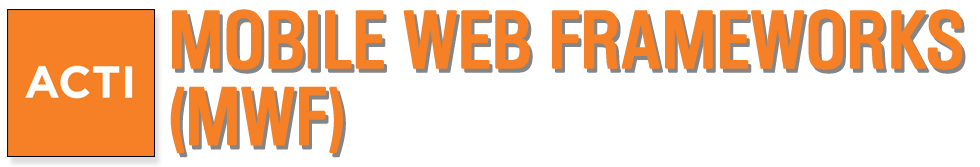 ACTI
MOBILE WEB FRAMEWORKS
(MWF)